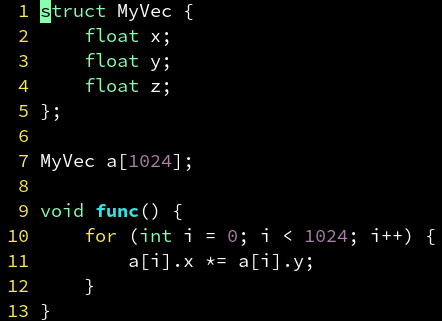 1 struct MyVec {
2     float x;
3     float y;
4     float z;
5 };
6
7 MyVec a[1024];
8
9 void func() {
10     for (int i = 0; i < 1024; i++) {
11         a[i].x *= a[i].y;
12     }
13 }